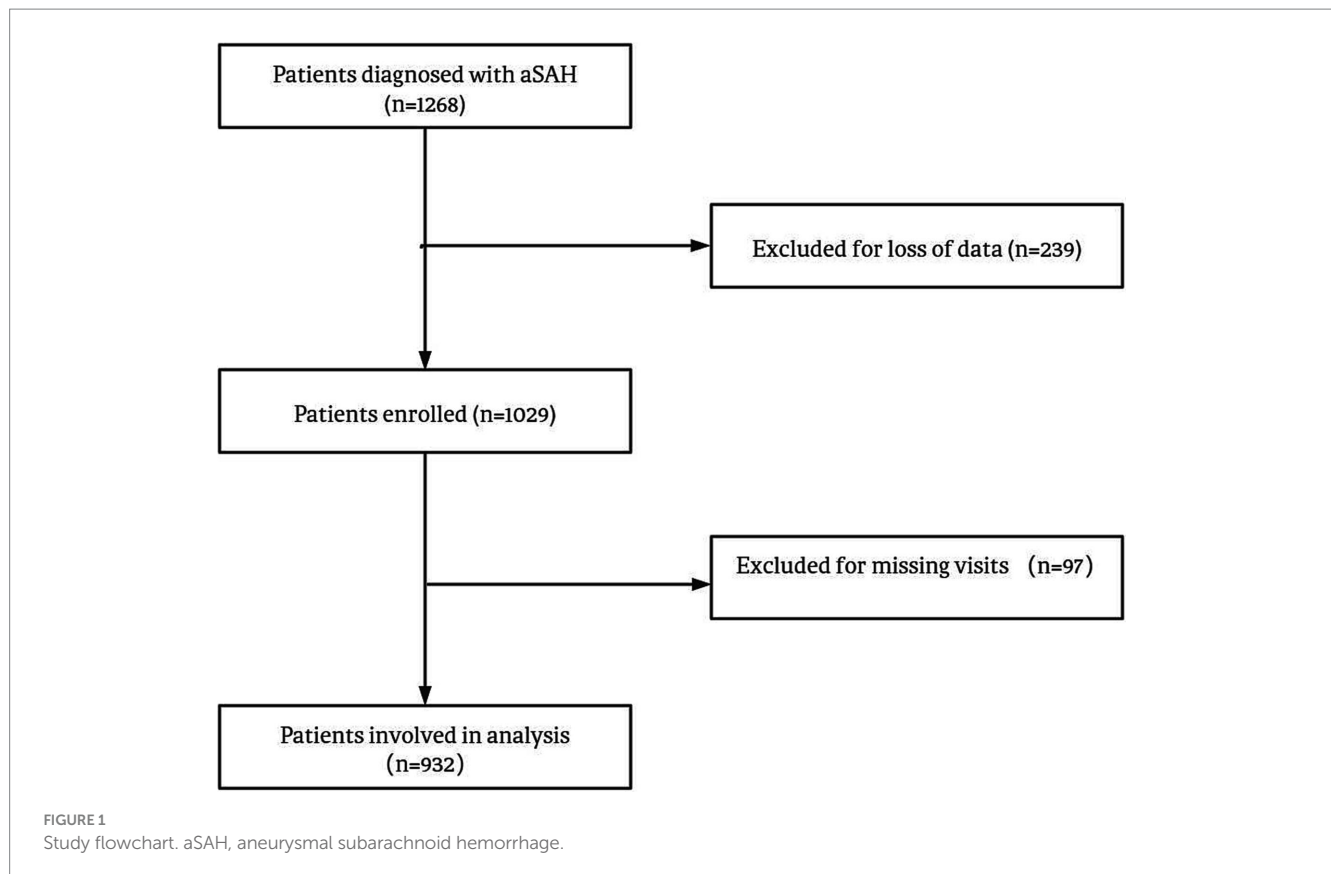 Patients diagnosed with aSAH
(n=1268)
Excluded for loss of data (n=239)
Patients enrolled (n=1029)
Excluded for missing visits (n=97)
Patients involved in analysis
(n=932)
FIGURE 1
Study flowchart. aSAH, aneurysmal subarachnoid hemorrhage.